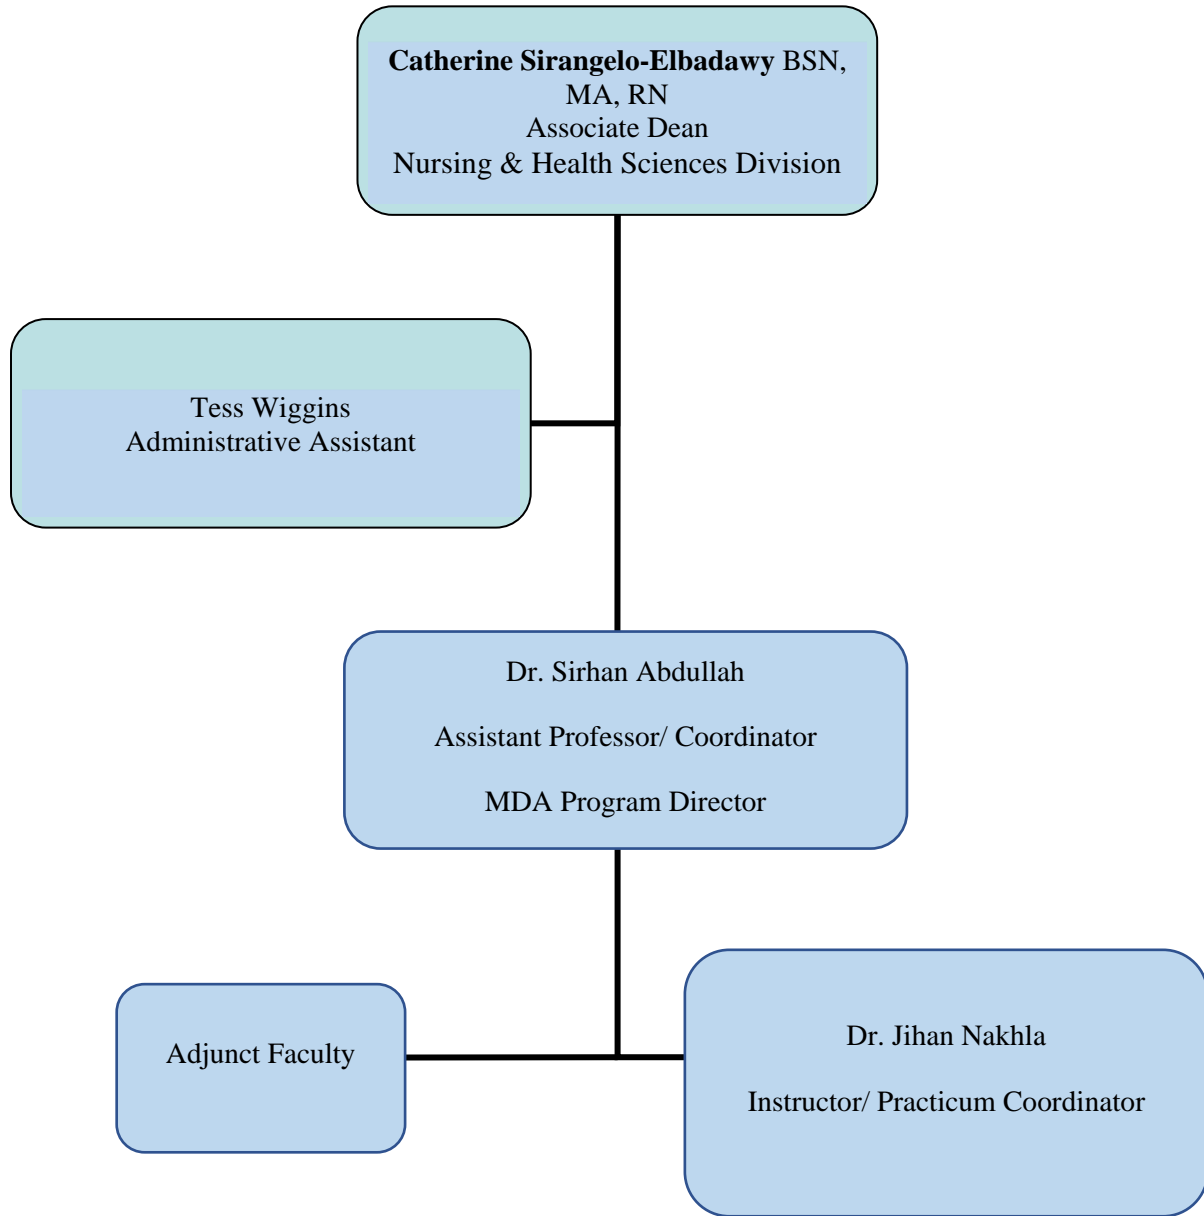 Catherine Sirangelo-Elbadawy BSN,
MA, RN
Associate Dean
Nursing & Health Sciences Division
Tess Wiggins
Administrative Assistant
Dr. Sirhan Abdullah
Assistant Professor/ Coordinator
MDA Program Director
Adjunct Faculty
Dr. Jihan Nakhla
Instructor/ Practicum Coordinator